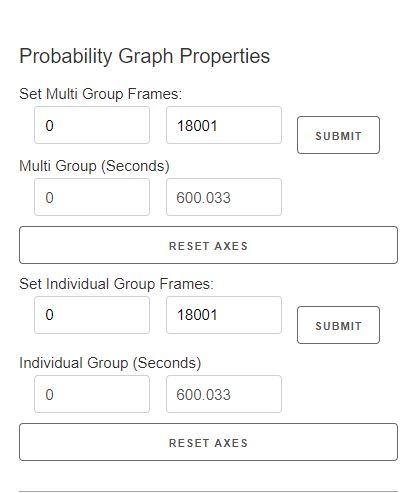 Probability Graph Properties
Set Multi Group Frames:
0 18001 SUBMIT
Multi Group (Seconds)
0 600.033
RESET AXES
Set Individual Group Frames:
0 18001 SUBMIT
Individual Group (Seconds)
0 600.033
RESET AXES